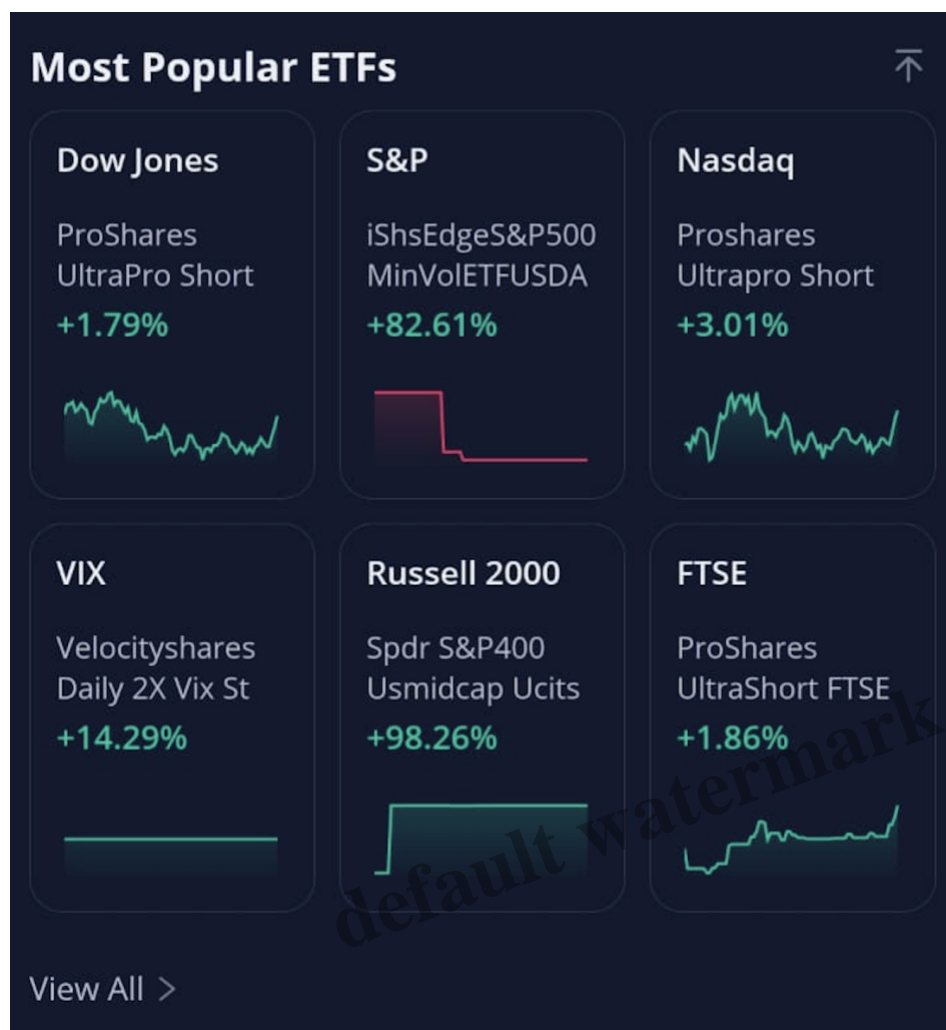 Most Popular ETFs
Dow Jones
ProShares
UltraPro Short
+1.79%
S&P
iShsEdgeS&P500
MinVolETFUSDA
+82.61%
Nasdaq
Proshares
Ultrapro Short
+3.01%
VIX
Velocityshares
Daily 2X Vix St
+14.29%
Russell 2000
Spdr S&P400
Usmidcap Ucits
+98.26%
FTSE
ProShares
UltraShort FTSE
+1.86%
default watermark
View All